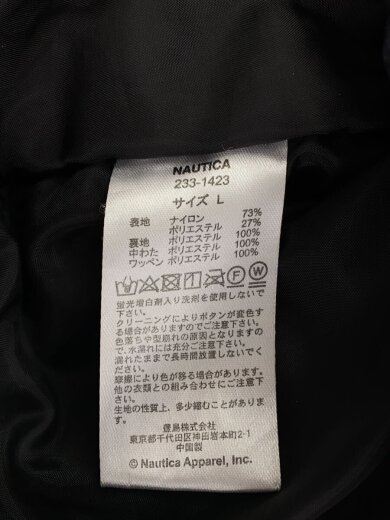 NAUTICA
233-1423
サイズ L
表地 ナイロン 73%
ポリエステル 27%
裏地 ポリエステル 100%
中わた ポリエステル 100%
ワッペン ポリエステル 100%
蛍光増白剤入り洗剤を使用しないで
下さい。
クリーニングによりボタンが変色す
る場合がありますのでご注意下さい。
色落ちや型崩れの原因となりますの
で、水濡れには充分ご注意下さい。
濡れたままで長時間放置しないでく
ださい。
摩擦により色が移る場合があります。
他の衣類との組み合わせにご注意下
さい。
生地の性質上、多少縮むことがありま
す。
豊島株式会社
東京都千代田区神田岩本町2-1
中国製
© Nautica Apparel, Inc.